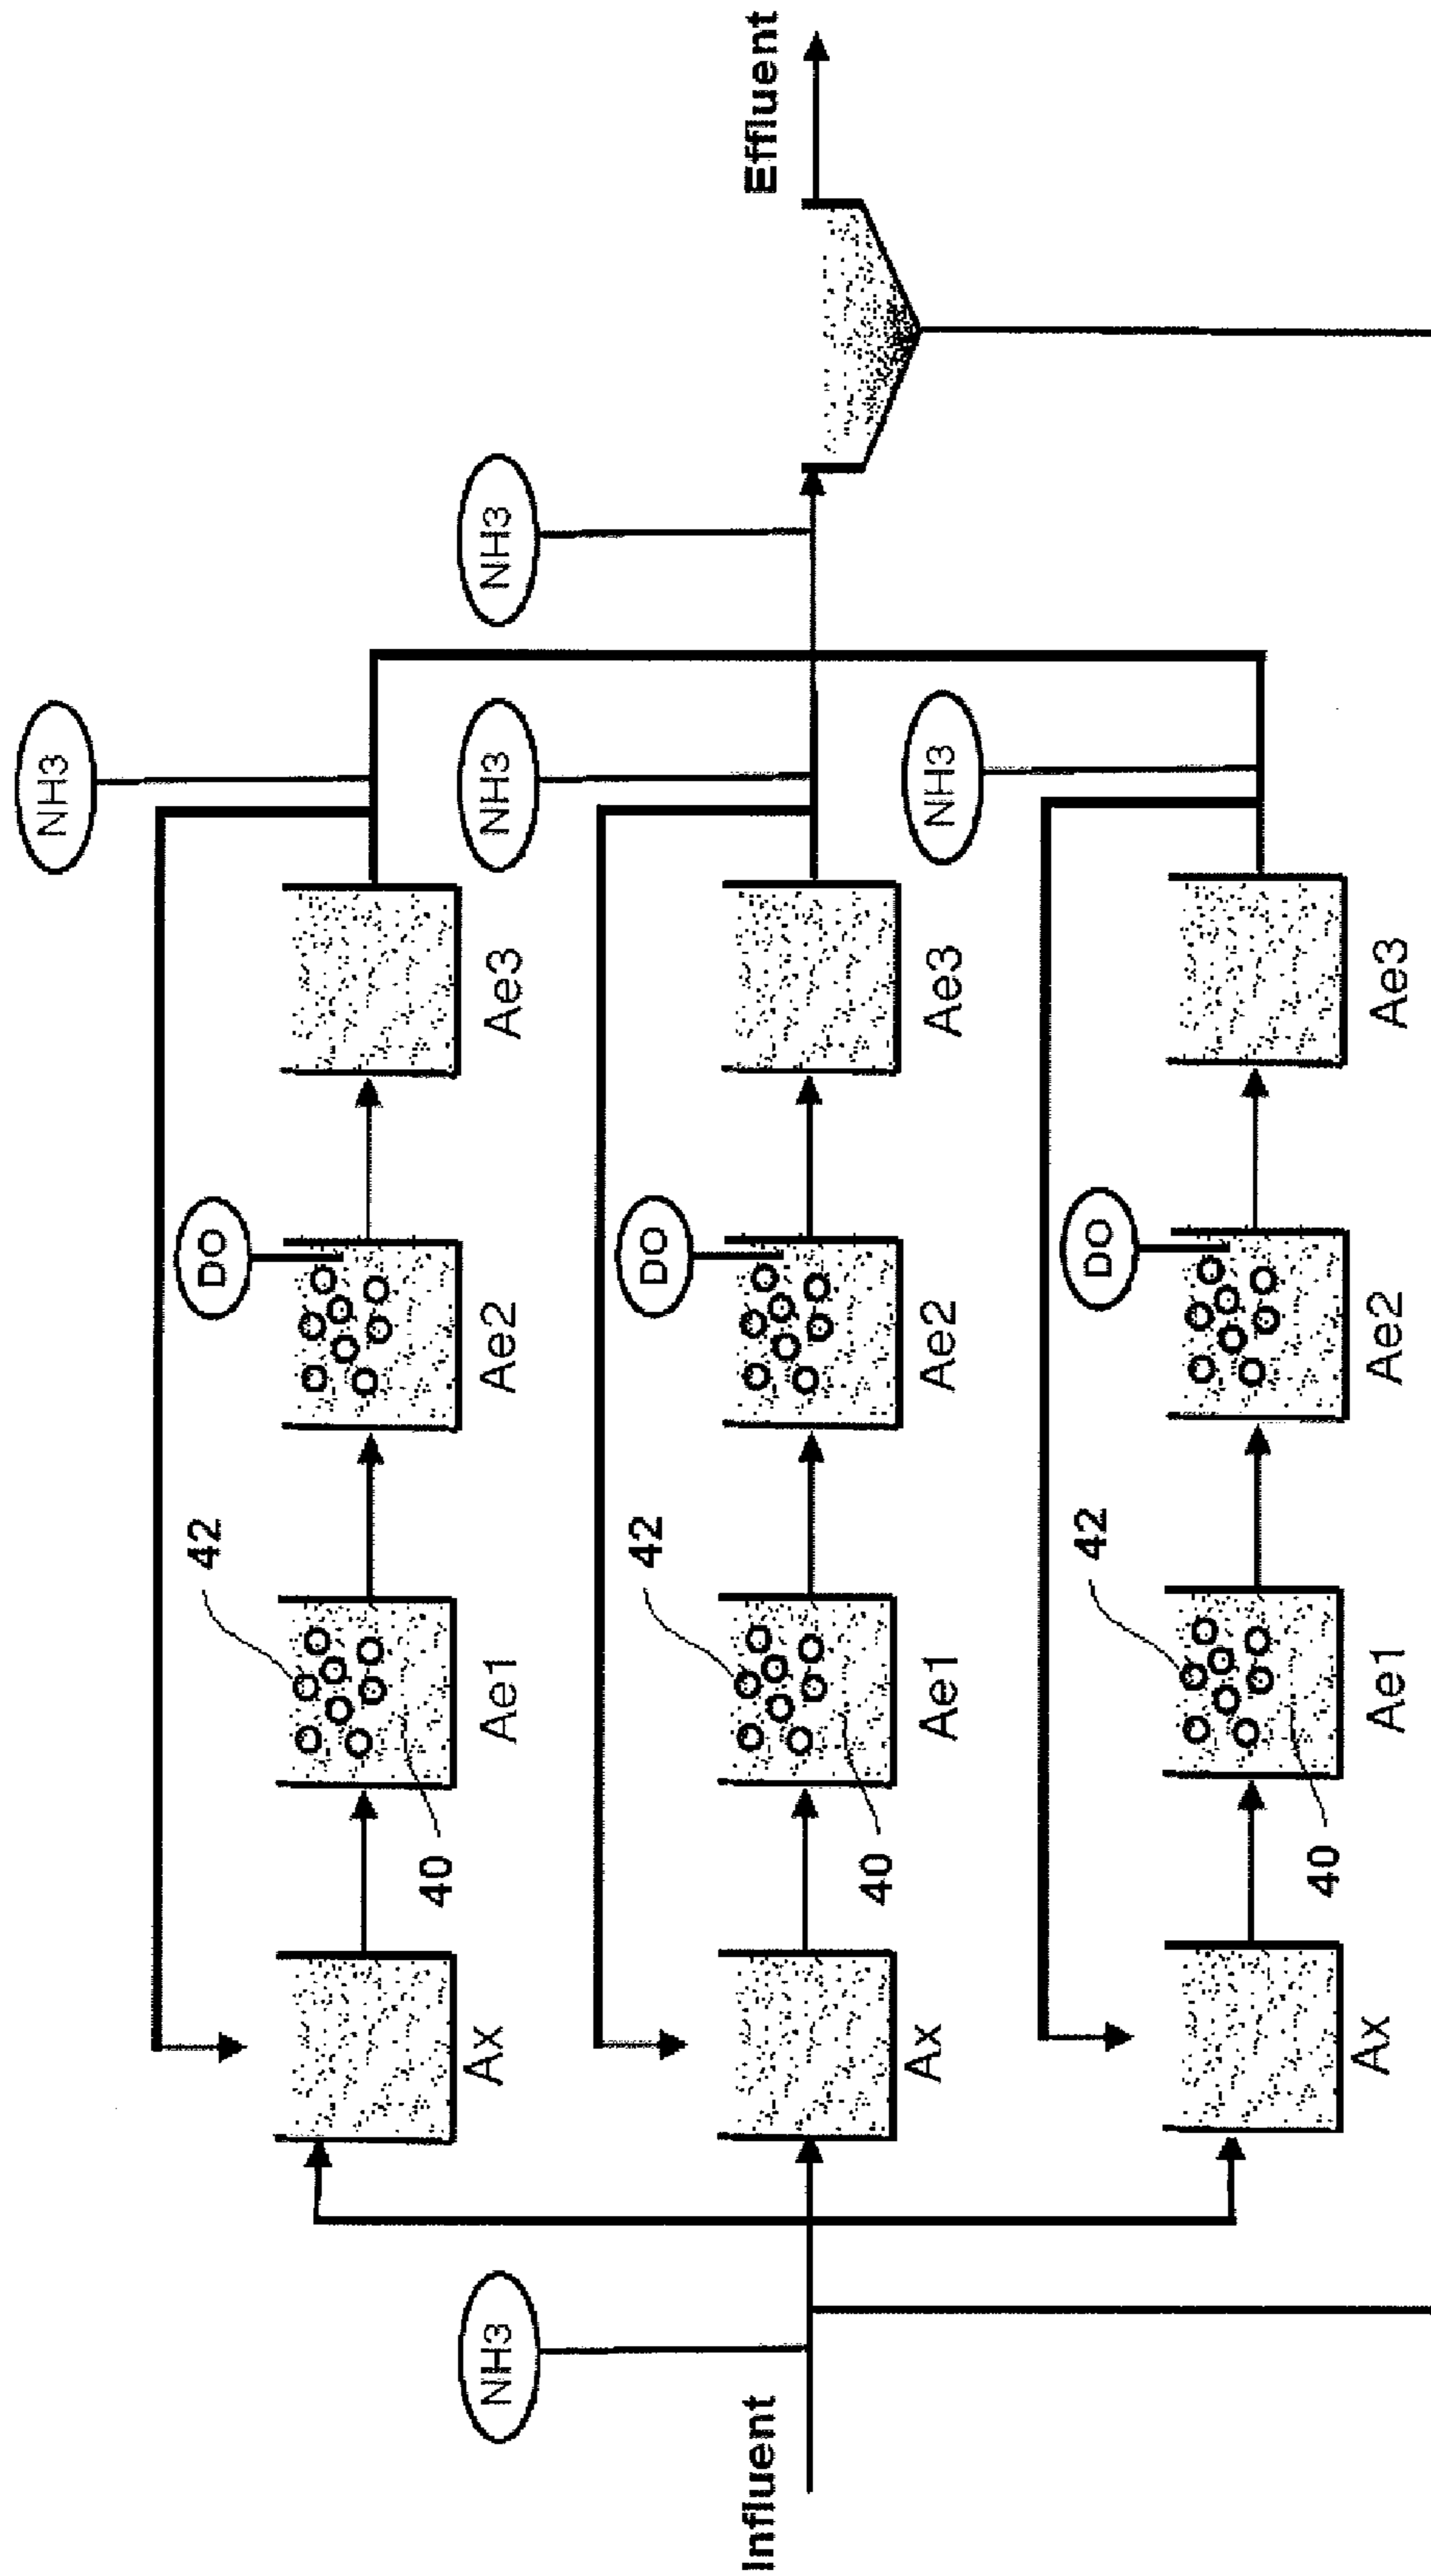 NH3
DO
42
40
Ax
Ae1
Ae2
Ae3
NH3
NH3
NH3
DO
42
Influent
Effluent
40
Ax
Ae1
Ae2
Ae3
NH3
DO
42
40
Ax
Ae1
Ae2
Ae3